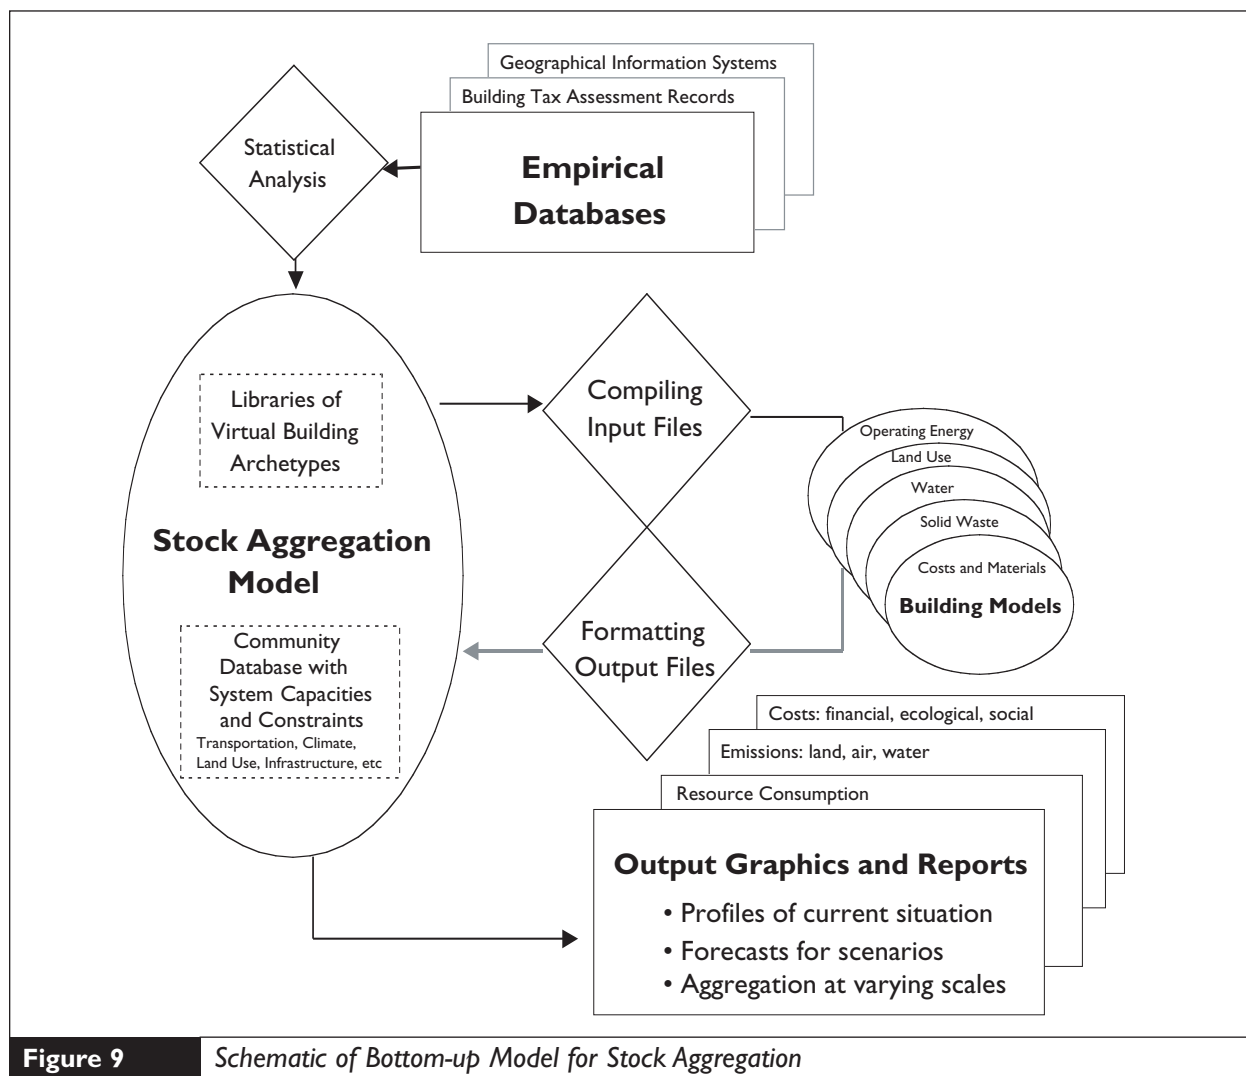 Geographical Information Systems
Building Tax Assessment Records
Empirical
Databases
Statistical
Analysis
Libraries of
Virtual Building
Archetypes
Stock Aggregation
Model
Community
Database with
System Capacities
and Constraints
Transportation, Climate,
Land Use, Infrastructure, etc
Compiling
Input Files
Formatting
Output Files
Operating Energy
Land Use
Water
Solid Waste
Costs and Materials
Building Models
Costs: financial, ecological, social
Emissions: land, air, water
Resource Consumption
Output Graphics and Reports
• Profiles of current situation
• Forecasts for scenarios
• Aggregation at varying scales
Figure 9 Schematic of Bottom-up Model for Stock Aggregation